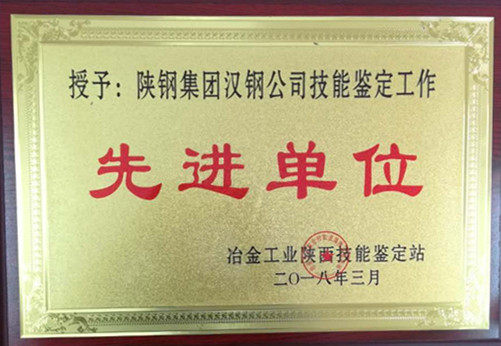 授予：陕钢集团汉钢公司技能鉴定工作
先进单位
冶金工业陕西技能鉴定站
二〇一八年三月